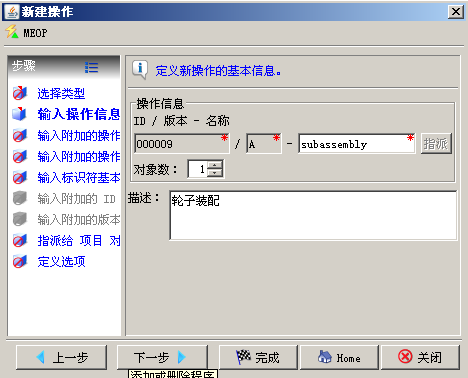 新建操作
MEOP
步骤
选择类型
输入操作信息
输入附加的操作
输入附加的操作
输入标识符基本
输入附加的 ID
输入附加的版本
指派给 项目 对
定义选项
定义新操作的基本信息。
操作信息
ID / 版本 - 名称
000009 * / A * - subassembly * 指派
对象数： 1
描述： 轮子装配
上一步 下一步 完成 Home 关闭
添加或删除程序